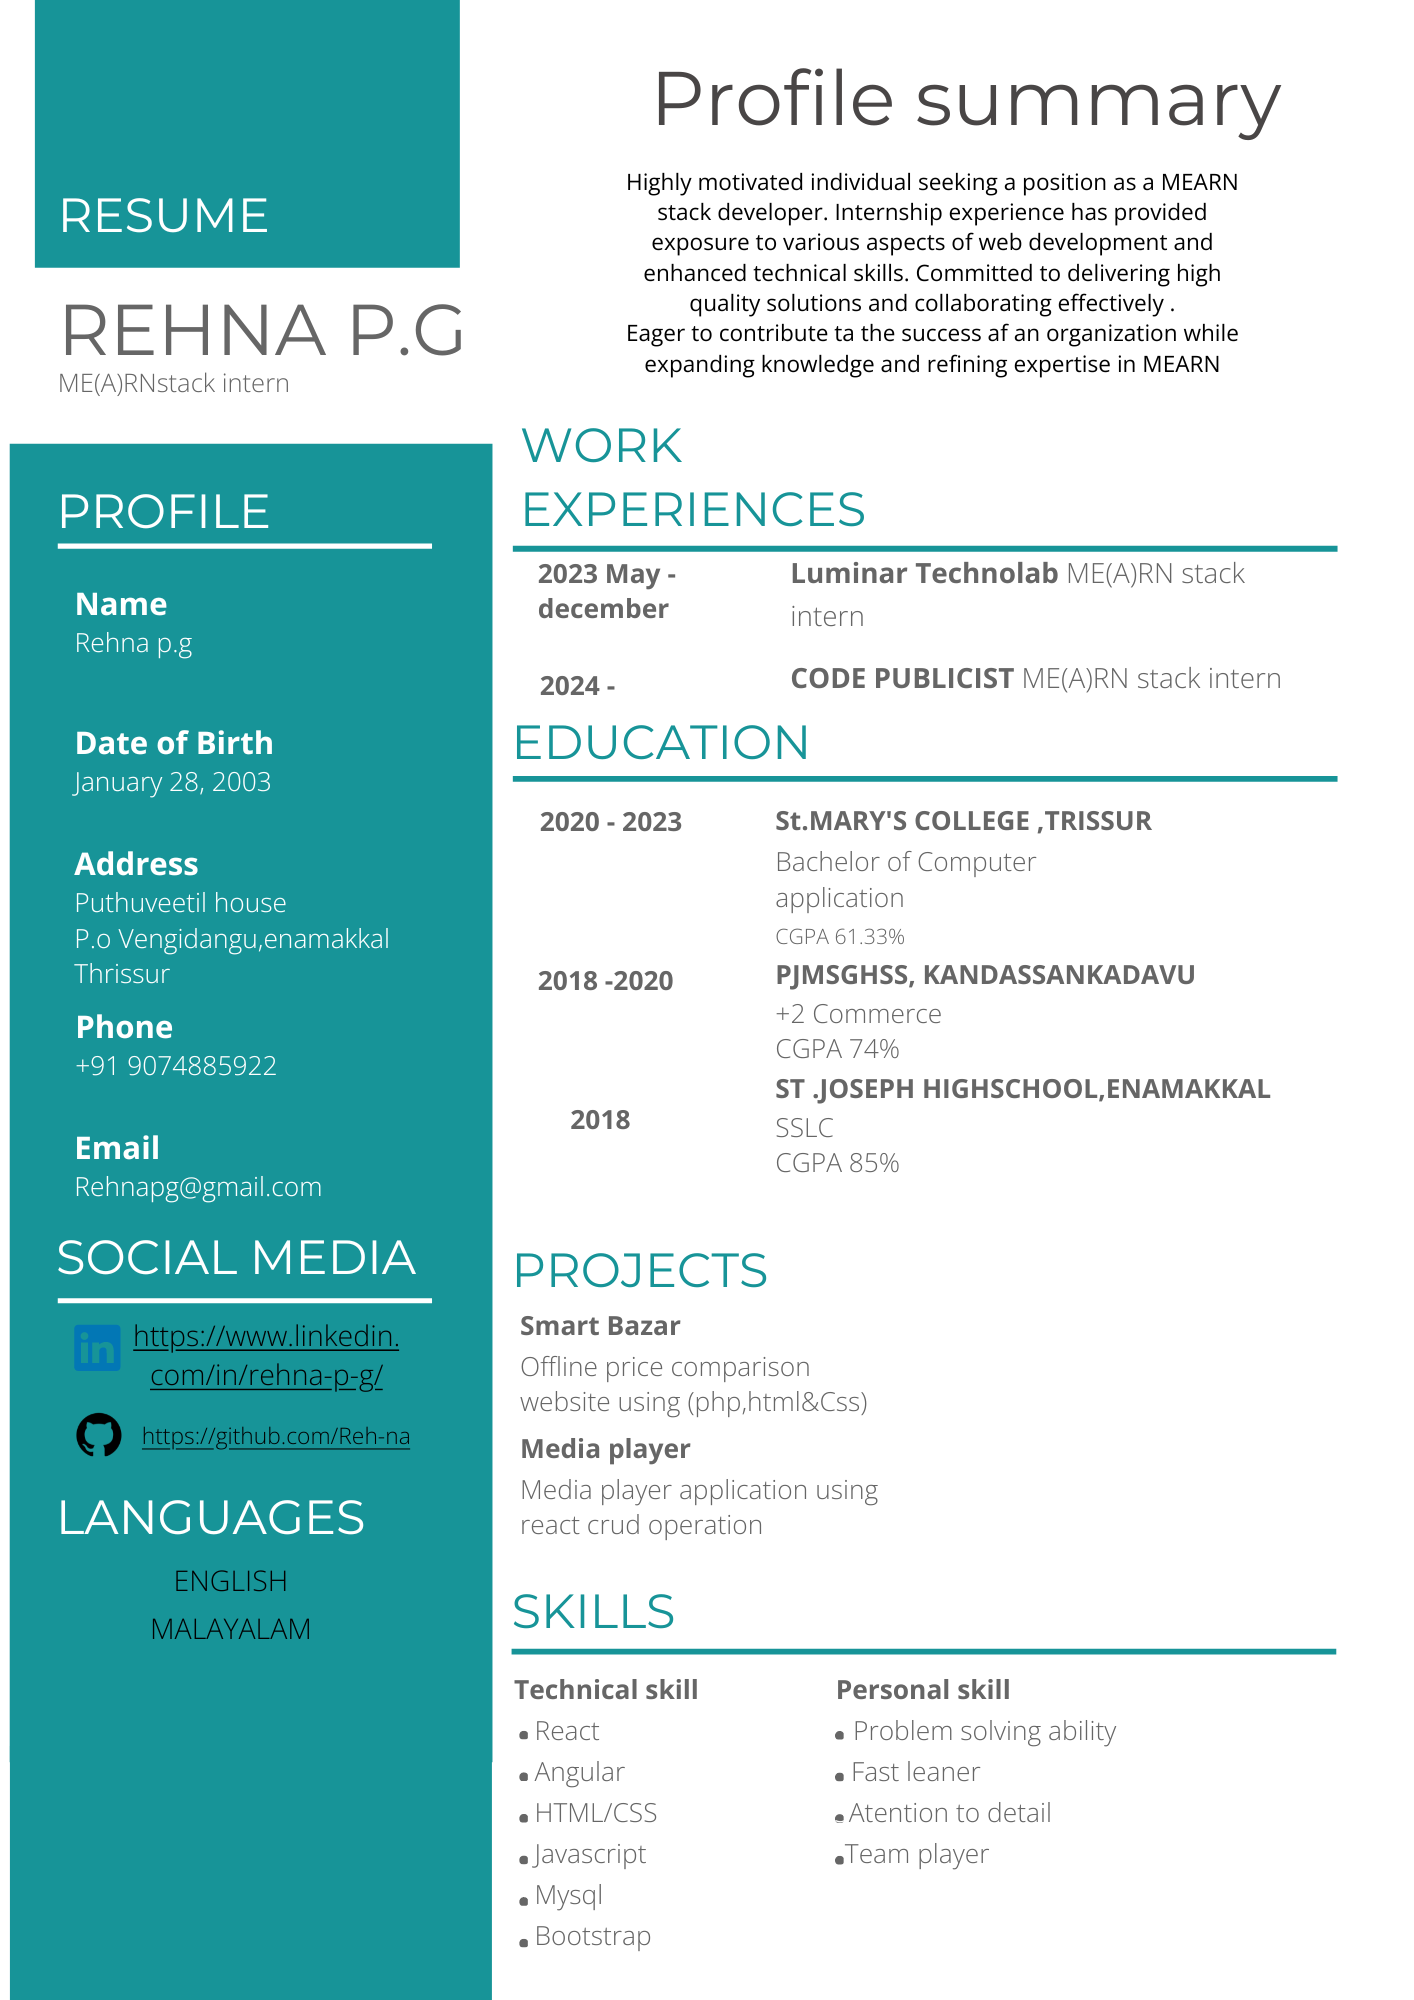 RESUME
REHNA P.G
ME(A)RNstack intern
PROFILE
Name
Rehna p.g
Date of Birth
January 28, 2003
Address
Puthuveetil house
P.o Vengidangu,enamakkal
Thrissur
Phone
+91 9074885922
Email
Rehnapg@gmail.com
SOCIAL MEDIA
in
https://www.linkedin.
com/in/rehna-p-g/
https://github.com/Reh-na
LANGUAGES
ENGLISH
MALAYALAM
Profile summary
Highly motivated individual seeking a position as a MEARN
stack developer. Internship experience has provided
exposure to various aspects of web development and
enhanced technical skills. Committed to delivering high
quality solutions and collaborating effectively .
Eager to contribute ta the success af an organization while
expanding knowledge and refining expertise in MEARN
WORK
EXPERIENCES
2023 May -
december
Luminar Technolab ME(A)RN stack
intern
2024 -
CODE PUBLICIST ME(A)RN stack intern
EDUCATION
2020 - 2023
St.MARY'S COLLEGE ,TRISSUR
Bachelor of Computer
application
CGPA 61.33%
2018 -2020
PJMSGHSS, KANDASSANKADAVU
+2 Commerce
CGPA 74%
2018
ST .JOSEPH HIGHSCHOOL,ENAMAKKAL
SSLC
CGPA 85%
PROJECTS
Smart Bazar
Offline price comparison
website using (php,html&Css)
Media player
Media player application using
react crud operation
SKILLS
Technical skill
• React
• Angular
• HTML/CSS
• Javascript
• Mysql
• Bootstrap
Personal skill
• Problem solving ability
• Fast leaner
• Atention to detail
• Team player